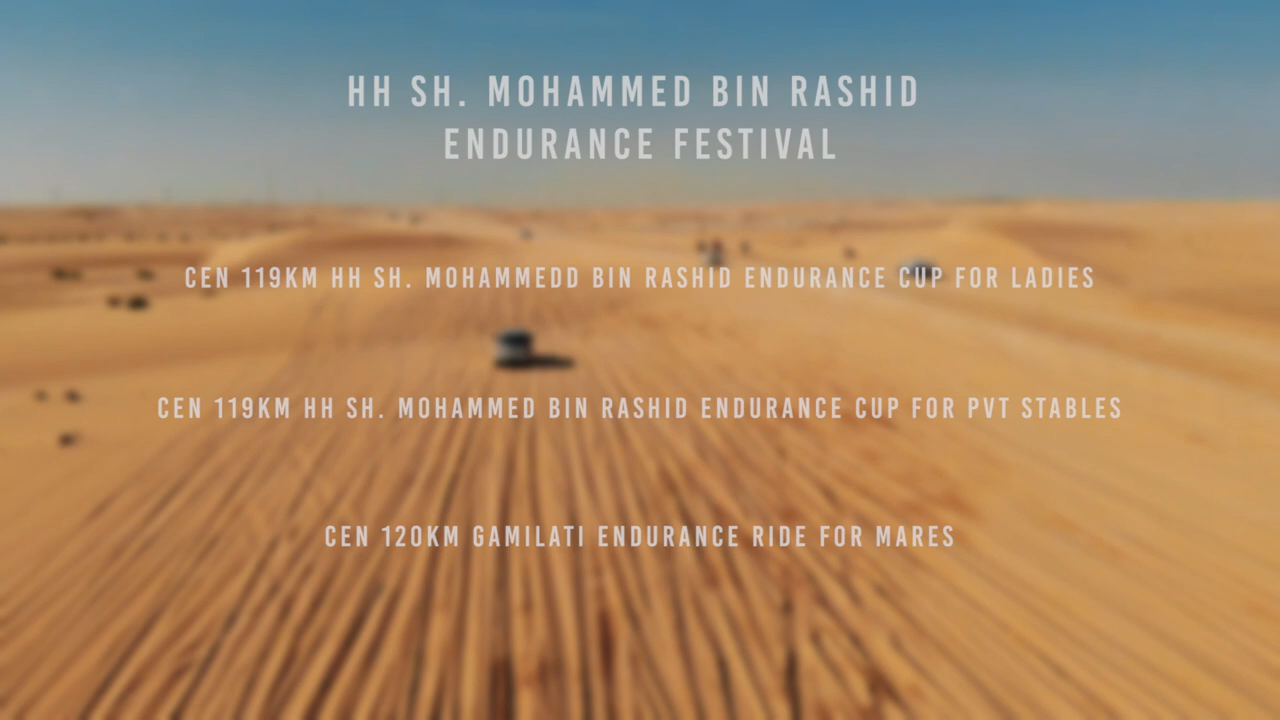 HH SH. MOHAMMED BIN RASHID
ENDURANCE FESTIVAL
CEN 119KM HH SH. MOHAMMEDD BIN RASHID ENDURANCE CUP FOR LADIES
CEN 119KM HH SH. MOHAMMED BIN RASHID ENDURANCE CUP FOR PVT STABLES
CEN 120KM GAMILATI ENDURANCE RIDE FOR MARES